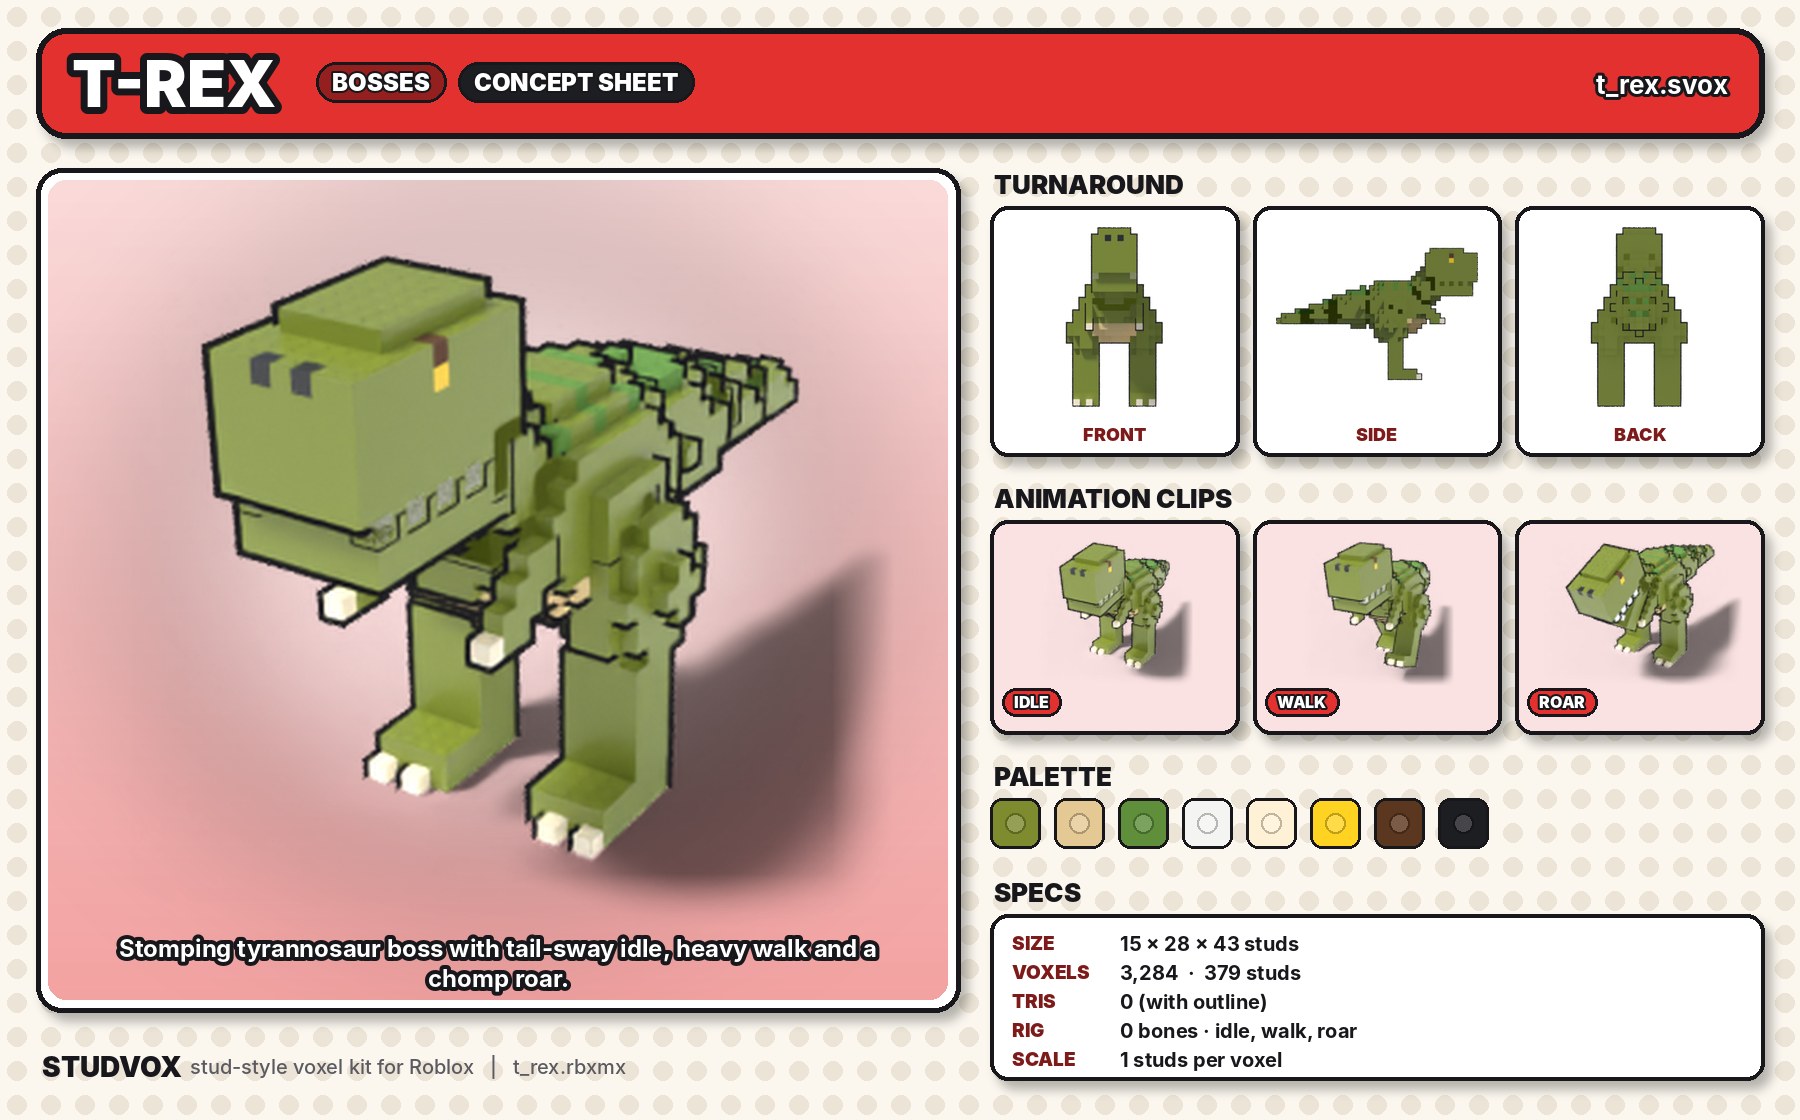 T-REX
BOSSES
CONCEPT SHEET
t_rex.svox
TURNAROUND
FRONT
SIDE
BACK
ANIMATION CLIPS
IDLE
WALK
ROAR
PALETTE
SPECS
SIZE 15 × 28 × 43 studs
VOXELS 3,284 · 379 studs
TRIS 0 (with outline)
RIG 0 bones · idle, walk, roar
SCALE 1 studs per voxel
Stomping tyrannosaur boss with tail-sway idle, heavy walk and a
chomp roar.
STUDVOX stud-style voxel kit for Roblox | t_rex.rbxmx